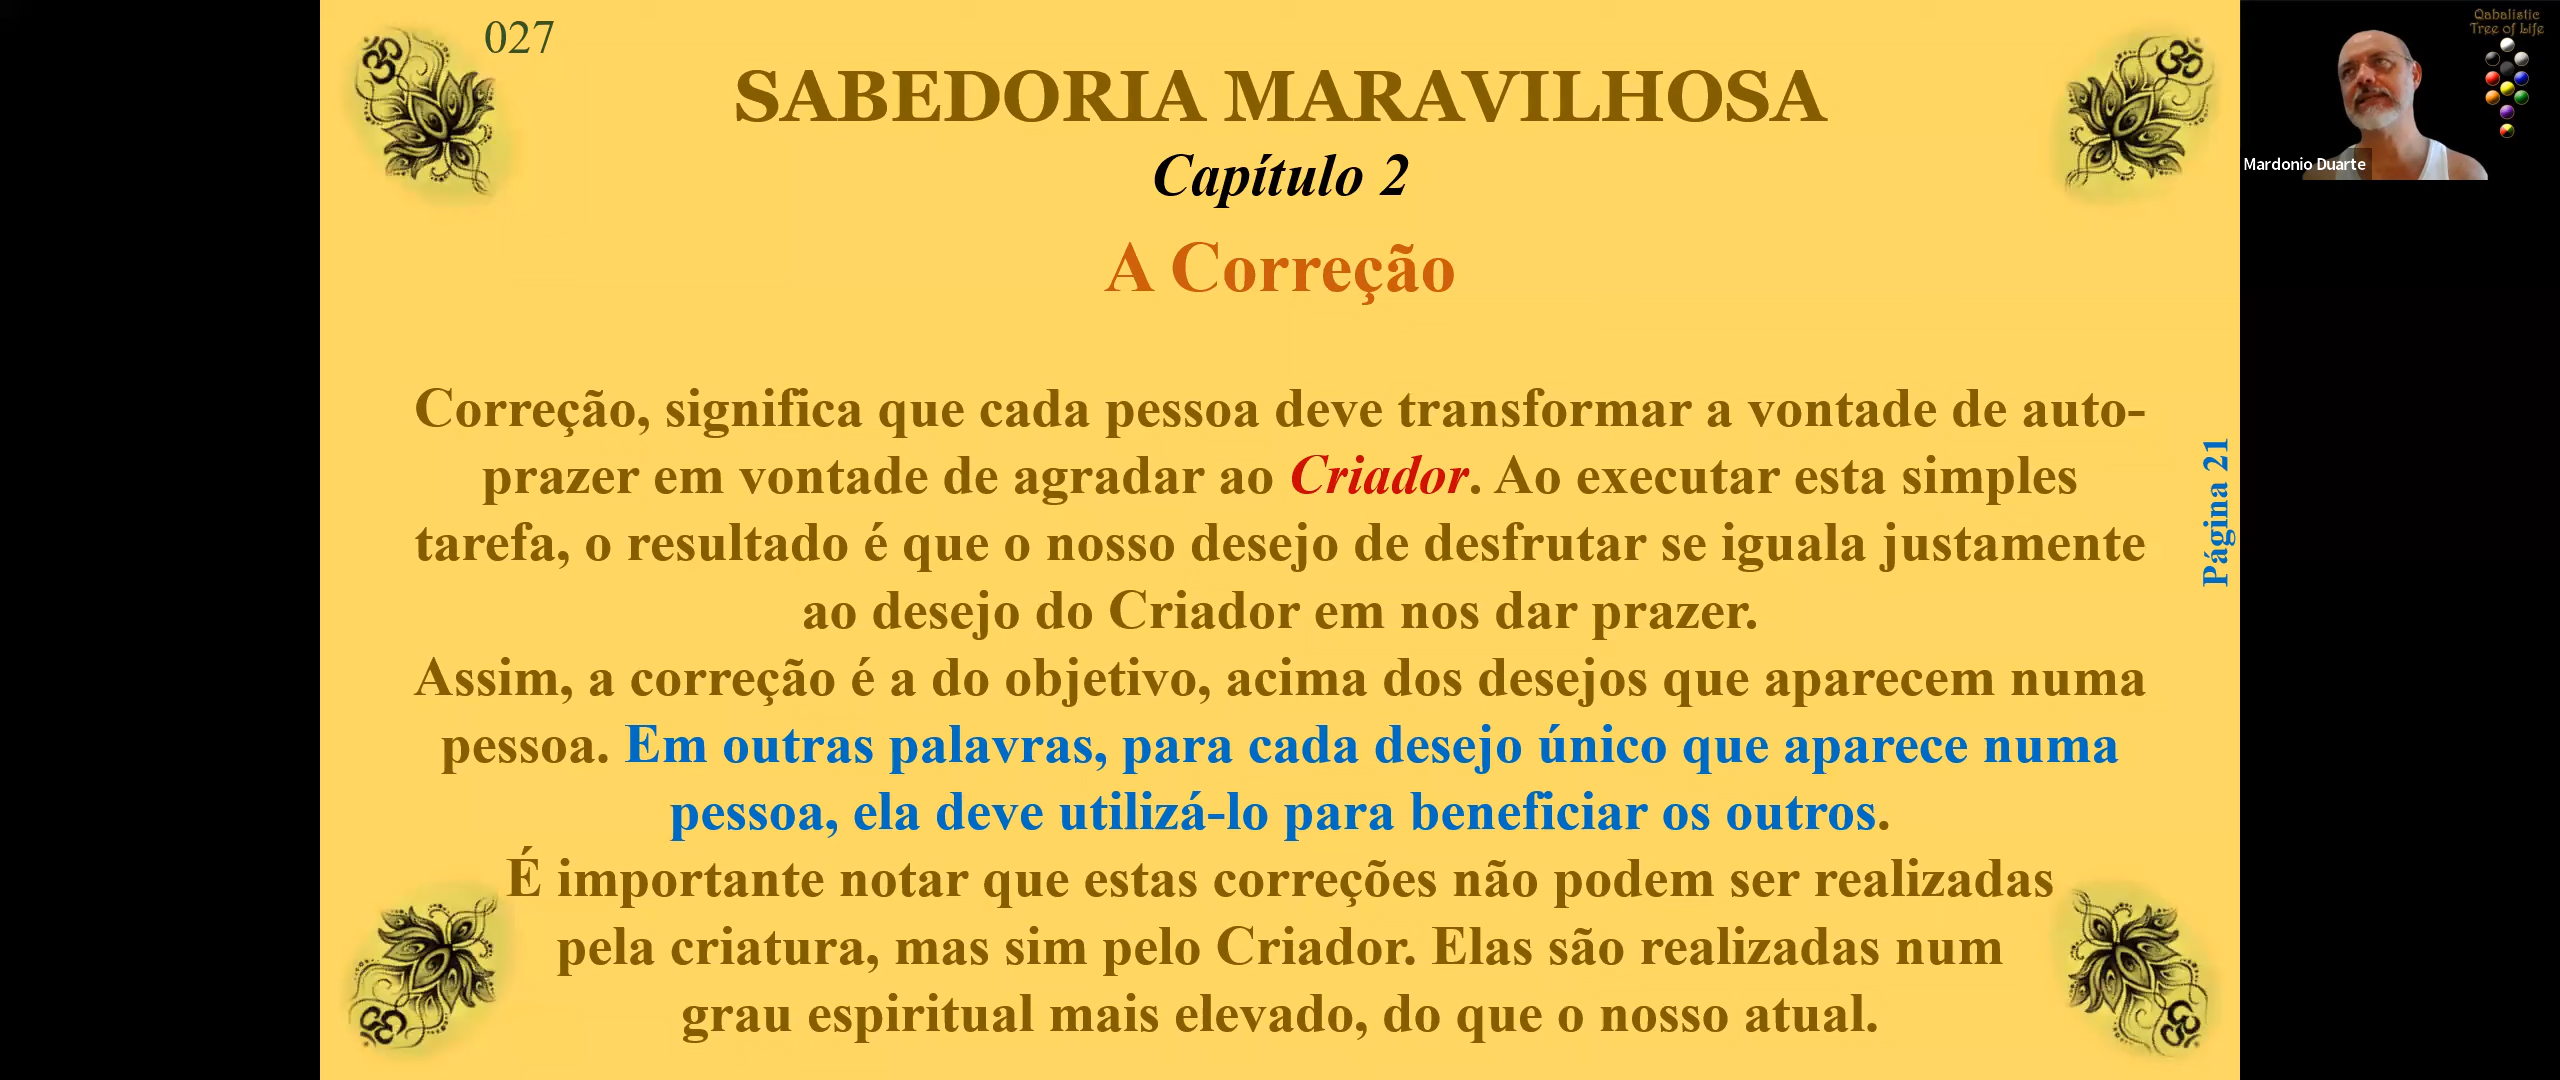 027
SABEDORIA MARAVILHOSA
Capítulo 2
A Correção
Correção, significa que cada pessoa deve transformar a vontade de auto-
prazer em vontade de agradar ao Criador. Ao executar esta simples
tarefa, o resultado é que o nosso desejo de desfrutar se iguala justamente
ao desejo do Criador em nos dar prazer.
Assim, a correção é a do objetivo, acima dos desejos que aparecem numa
pessoa. Em outras palavras, para cada desejo único que aparece numa
pessoa, ela deve utilizá-lo para beneficiar os outros.
É importante notar que estas correções não podem ser realizadas
pela criatura, mas sim pelo Criador. Elas são realizadas num
grau espiritual mais elevado, do que o nosso atual.
Página 21
Qabalistic
Tree of Life
Mardonio Duarte